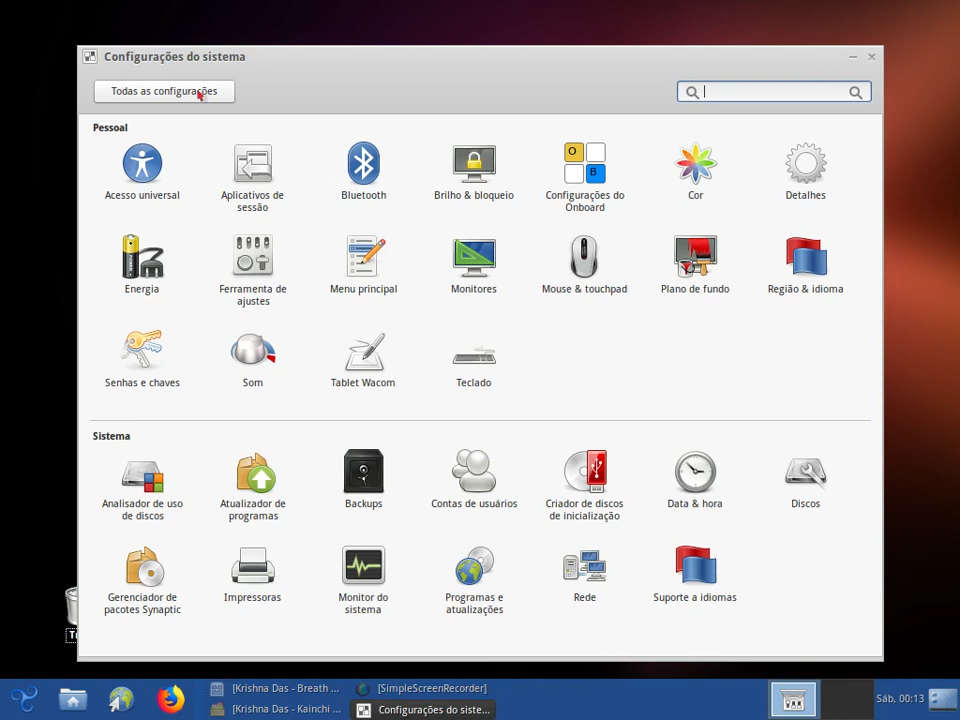 Configurações do sistema
Todas as configurações
Pessoal
Acesso universal
Aplicativos de
sessão
Bluetooth
Brilho & bloqueio
O
B
Configurações do
Onboard
Cor
Detalhes
Energia
Ferramenta de
ajustes
Menu principal
Monitores
Mouse & touchpad
Plano de fundo
Região & idioma
Senhas e chaves
Som
Tablet Wacom
Teclado
Sistema
Analisador de uso
de discos
Atualizador de
programas
Backups
Contas de usuários
Criador de discos
de inicialização
Data & hora
Discos
Gerenciador de
pacotes Synaptic
Impressoras
Monitor do
sistema
Programas e
atualizações
Rede
Suporte a idiomas
[Krishna Das - Breath ...
[SimpleScreenRecorder]
[Krishna Das - Kainchi ...
Configurações do siste...
Sáb, 00:13